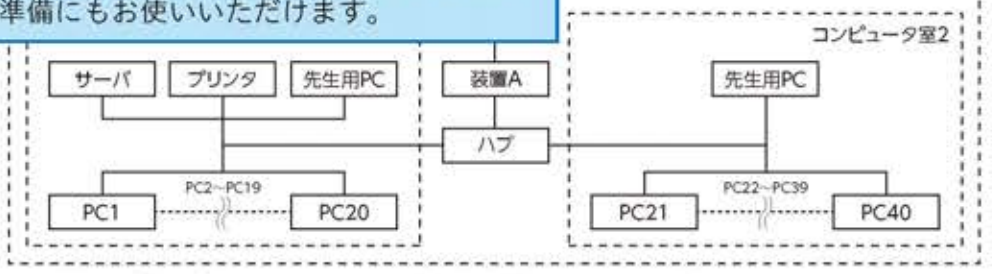 準備にもお使いいただけます。
コンピュータ室2
サーバ プリンタ 先生用PC 装置A 先生用PC
ハブ
PC2~PC19 PC22~PC39
PC1 PC20 PC21 PC40